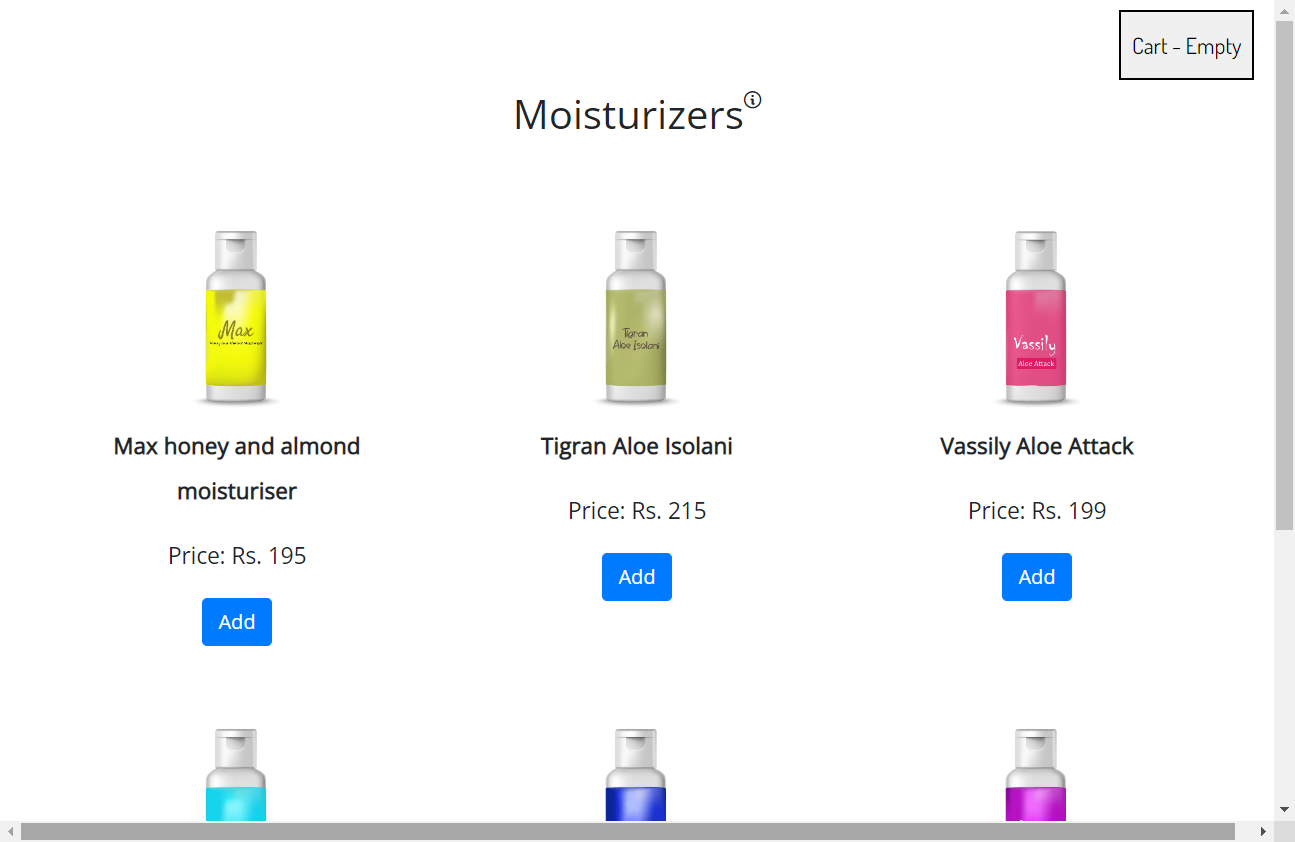 Cart - Empty
Moisturizers
Max
Tigran
Aloe Isolani
Vassily
Aloe Attack
Max honey and almond
moisturiser
Price: Rs. 195
Add
Tigran Aloe Isolani
Price: Rs. 215
Add
Vassily Aloe Attack
Price: Rs. 199
Add